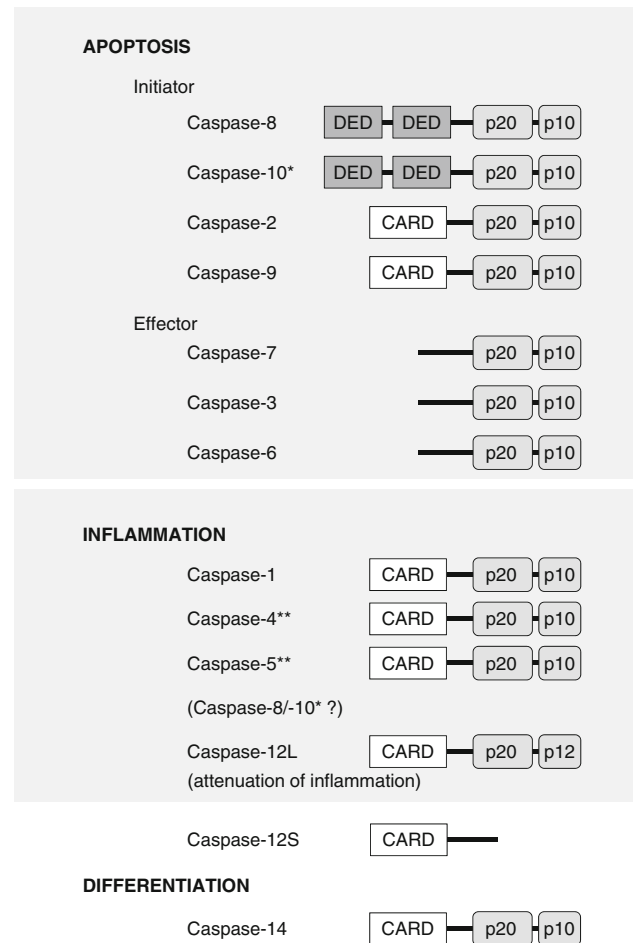 APOPTOSIS
Initiator
Caspase-8 DED DED p20 p10
Caspase-10* DED DED p20 p10
Caspase-2 CARD p20 p10
Caspase-9 CARD p20 p10
Effector
Caspase-7 p20 p10
Caspase-3 p20 p10
Caspase-6 p20 p10
INFLAMMATION
Caspase-1 CARD p20 p10
Caspase-4** CARD p20 p10
Caspase-5** CARD p20 p10
(Caspase-8/-10* ?)
Caspase-12L CARD p20 p12
(attenuation of inflammation)
Caspase-12S CARD
DIFFERENTIATION
Caspase-14 CARD p20 p10